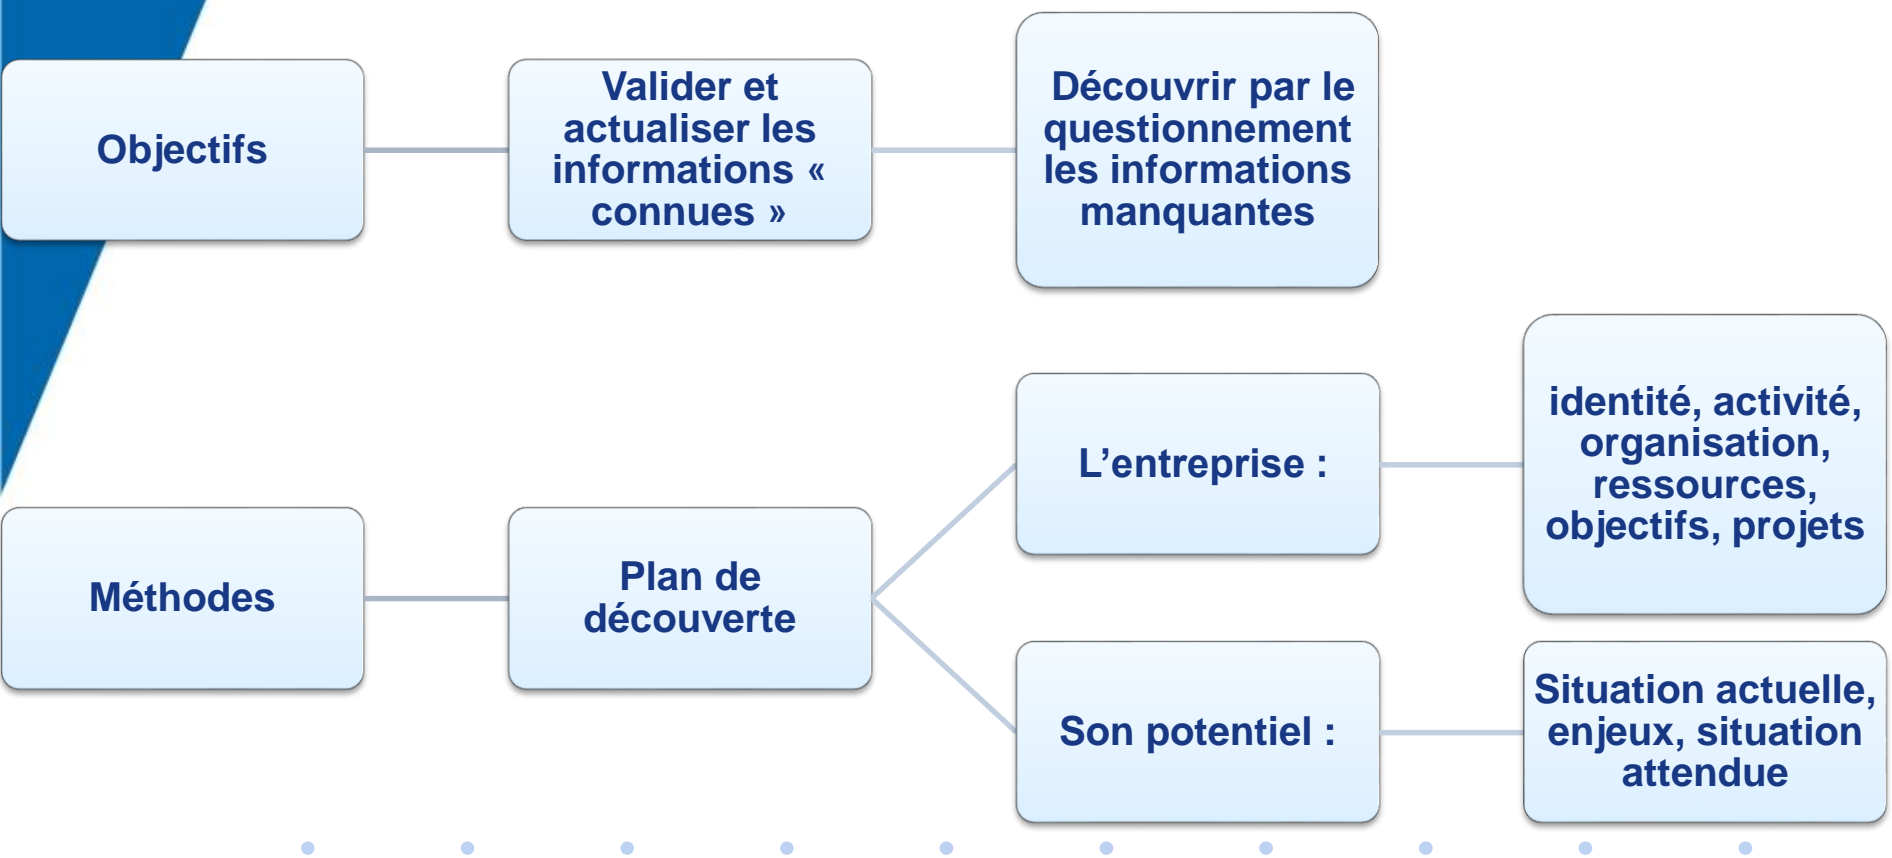 Objectifs
Valider et
actualiser les
informations «
connues »
Découvrir par le
questionnement
les informations
manquantes
Méthodes
Plan de
découverte
L’entreprise :
identité, activité,
organisation,
ressources,
objectifs, projets
Son potentiel :
Situation actuelle,
enjeux, situation
attendue